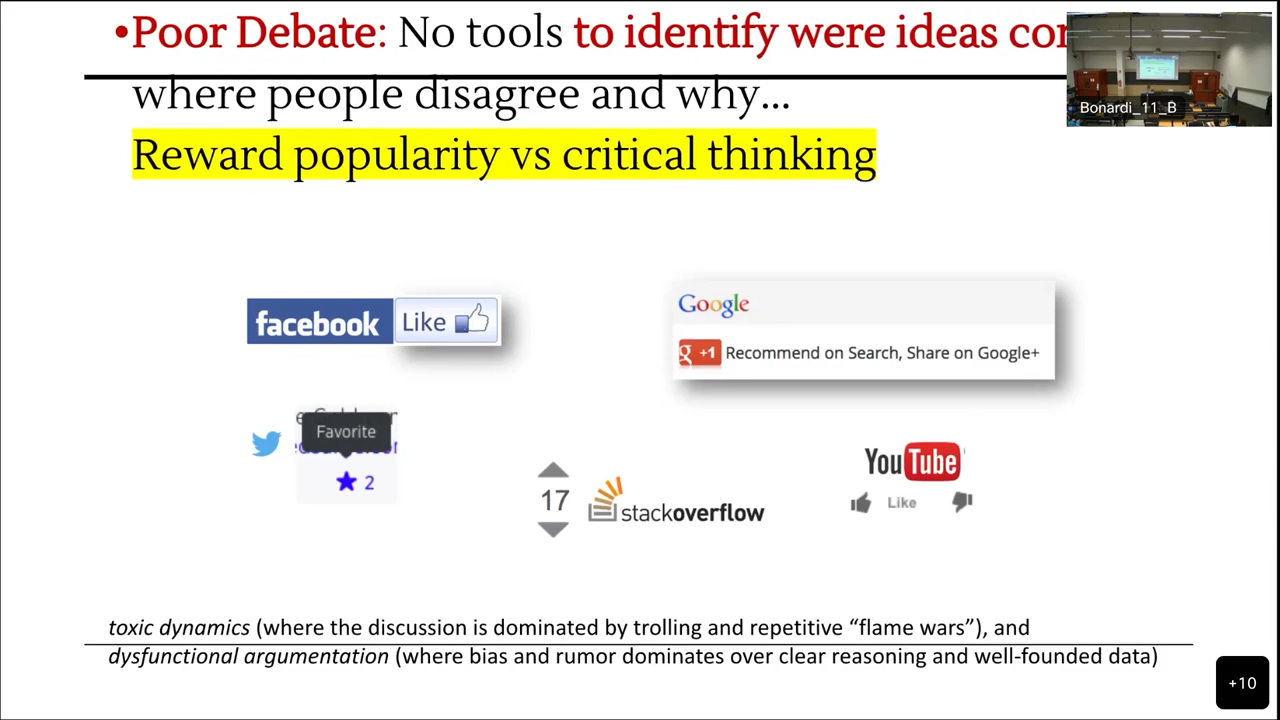 •Poor Debate: No tools to identify were ideas
where people disagree and why...
Reward popularity vs critical thinking
Bonardi_11_B
facebook Like
Google
g +1 Recommend on Search, Share on Google+
Favorite
2
17
stackoverflow
YouTube
Like
toxic dynamics (where the discussion is dominated by trolling and repetitive “flame wars”), and
dysfunctional argumentation (where bias and rumor dominates over clear reasoning and well-founded data)
+10